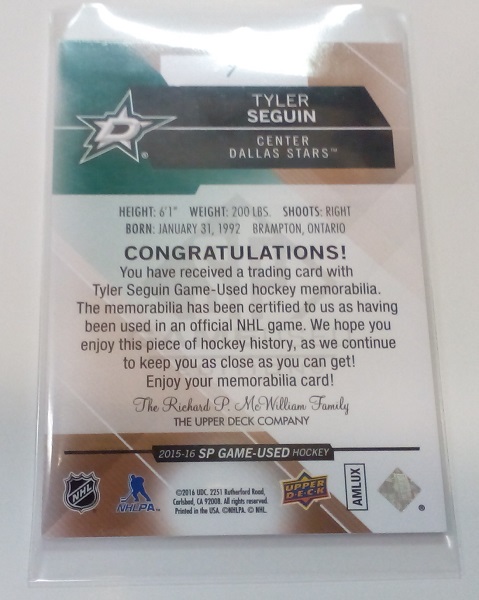 7
TYLER
SEGUIN
CENTER
DALLAS STARS™
D
®
HEIGHT: 6'1" WEIGHT: 200 LBS. SHOOTS: RIGHT
BORN: JANUARY 31, 1992 BRAMPTON, ONTARIO
CONGRATULATIONS!
You have received a trading card with
Tyler Seguin Game-Used hockey memorabilia.
The memorabilia has been certified to us as having
been used in an official NHL game. We hope you
enjoy this piece of hockey history, as we continue
to keep you as close as you can get!
Enjoy your memorabilia card!
The Richard P. McWilliam Family
THE UPPER DECK COMPANY
2015-16 SP GAME-USED HOCKEY
NHL
NHLPA™
©2016 UDC, 2251 Rutherford Road,
Carlsbad, CA 92008. All rights reserved.
Printed in the USA. ©NHLPA. © NHL.
UPPER
DECK
AMLUX
®